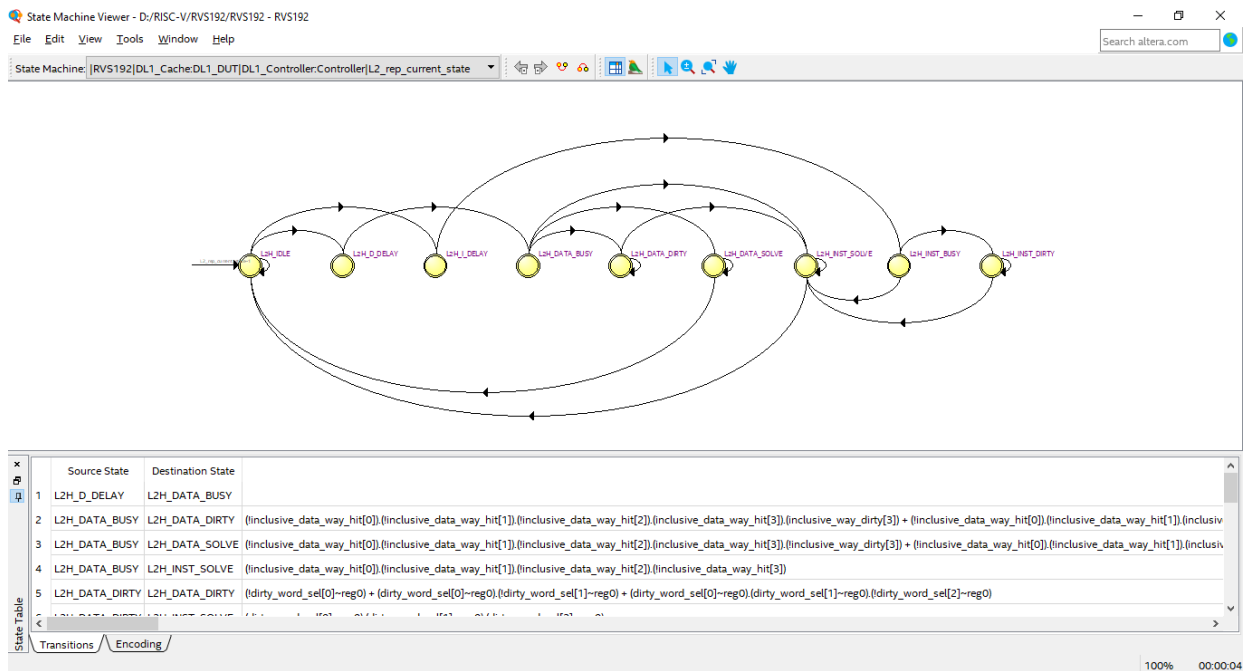 State Machine Viewer - D:/RISC-V/RVS192/RVS192 - RVS192
File Edit View Tools Window Help
Search altera.com
State Machine: |RVS192|DL1_Cache:DL1_DUT|DL1_Controller:Controller|L2_rep_current_state
L2H_IDLE L2H_D_DELAY L2H_I_DELAY L2H_DATA_BUSY L2H_DATA_DIRTY L2H_DATA_SOLVE L2H_INST_SOLVE L2H_INST_BUSY L2H_INST_DIRTY
Source State Destination State
1 L2H_D_DELAY L2H_DATA_BUSY
2 L2H_DATA_BUSY L2H_DATA_DIRTY (!inclusive_data_way_hit[0]).(!inclusive_data_way_hit[1]).(!inclusive_data_way_hit[2]).(inclusive_data_way_hit[3]).(inclusive_way_dirty[3]) + (!inclusive_data_way_hit[0]).(!inclusive_data_way_hit[1]).(inclusiv
3 L2H_DATA_BUSY L2H_DATA_SOLVE (!inclusive_data_way_hit[0]).(!inclusive_data_way_hit[1]).(!inclusive_data_way_hit[2]).(inclusive_data_way_hit[3]).(!inclusive_way_dirty[3]) + (!inclusive_data_way_hit[0]).(!inclusive_data_way_hit[1]).(inclusiv
4 L2H_DATA_BUSY L2H_INST_SOLVE (!inclusive_data_way_hit[0]).(!inclusive_data_way_hit[1]).(!inclusive_data_way_hit[2]).(!inclusive_data_way_hit[3])
5 L2H_DATA_DIRTY L2H_DATA_DIRTY (!dirty_word_sel[0]~reg0) + (dirty_word_sel[0]~reg0).(!dirty_word_sel[1]~reg0) + (dirty_word_sel[0]~reg0).(dirty_word_sel[1]~reg0).(!dirty_word_sel[2]~reg0)
State Table
Transitions Encoding
100% 00:00:04